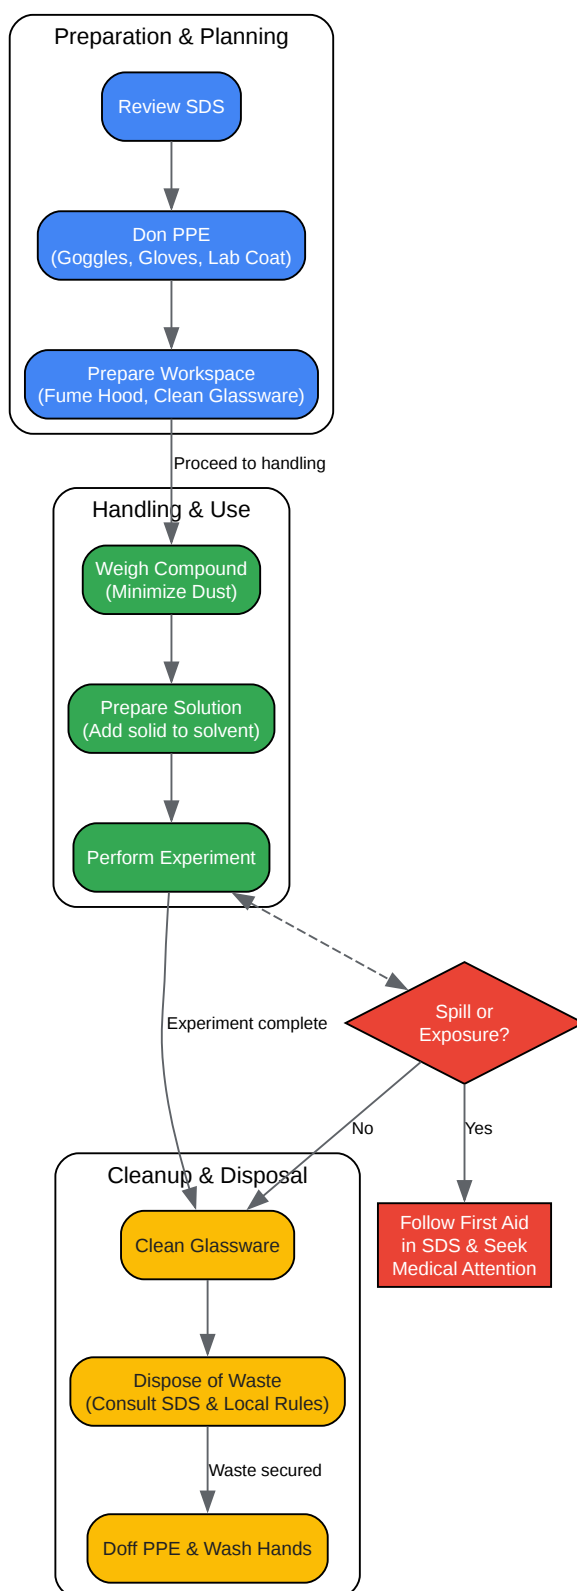 Preparation & Planning
Review SDS
Don PPE
(Goggles, Gloves, Lab Coat)
Prepare Workspace
(Fume Hood, Clean Glassware)
Proceed to handling
Handling & Use
Weigh Compound
(Minimize Dust)
Prepare Solution
(Add solid to solvent)
Perform Experiment
Spill or
Exposure?
Experiment complete
No
Yes
Cleanup & Disposal
Clean Glassware
Follow First Aid
in SDS & Seek
Medical Attention
Dispose of Waste
(Consult SDS & Local Rules)
Waste secured
Doff PPE & Wash Hands